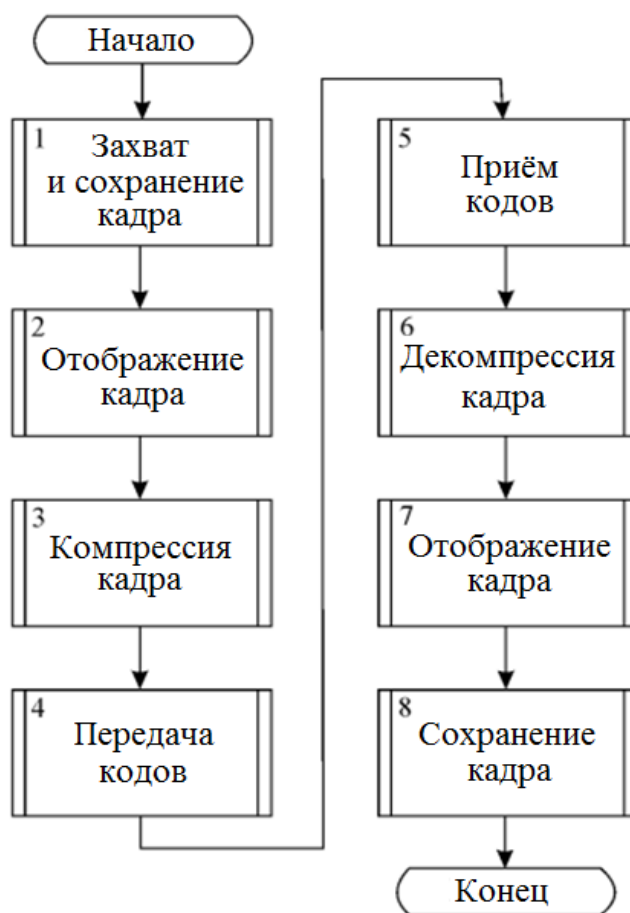 Начало
1
Захват
и сохранение
кадра
2
Отображение
кадра
3
Компрессия
кадра
4
Передача
кодов
5
Приём
кодов
6
Декомпрессия
кадра
7
Отображение
кадра
8
Сохранение
кадра
Конец